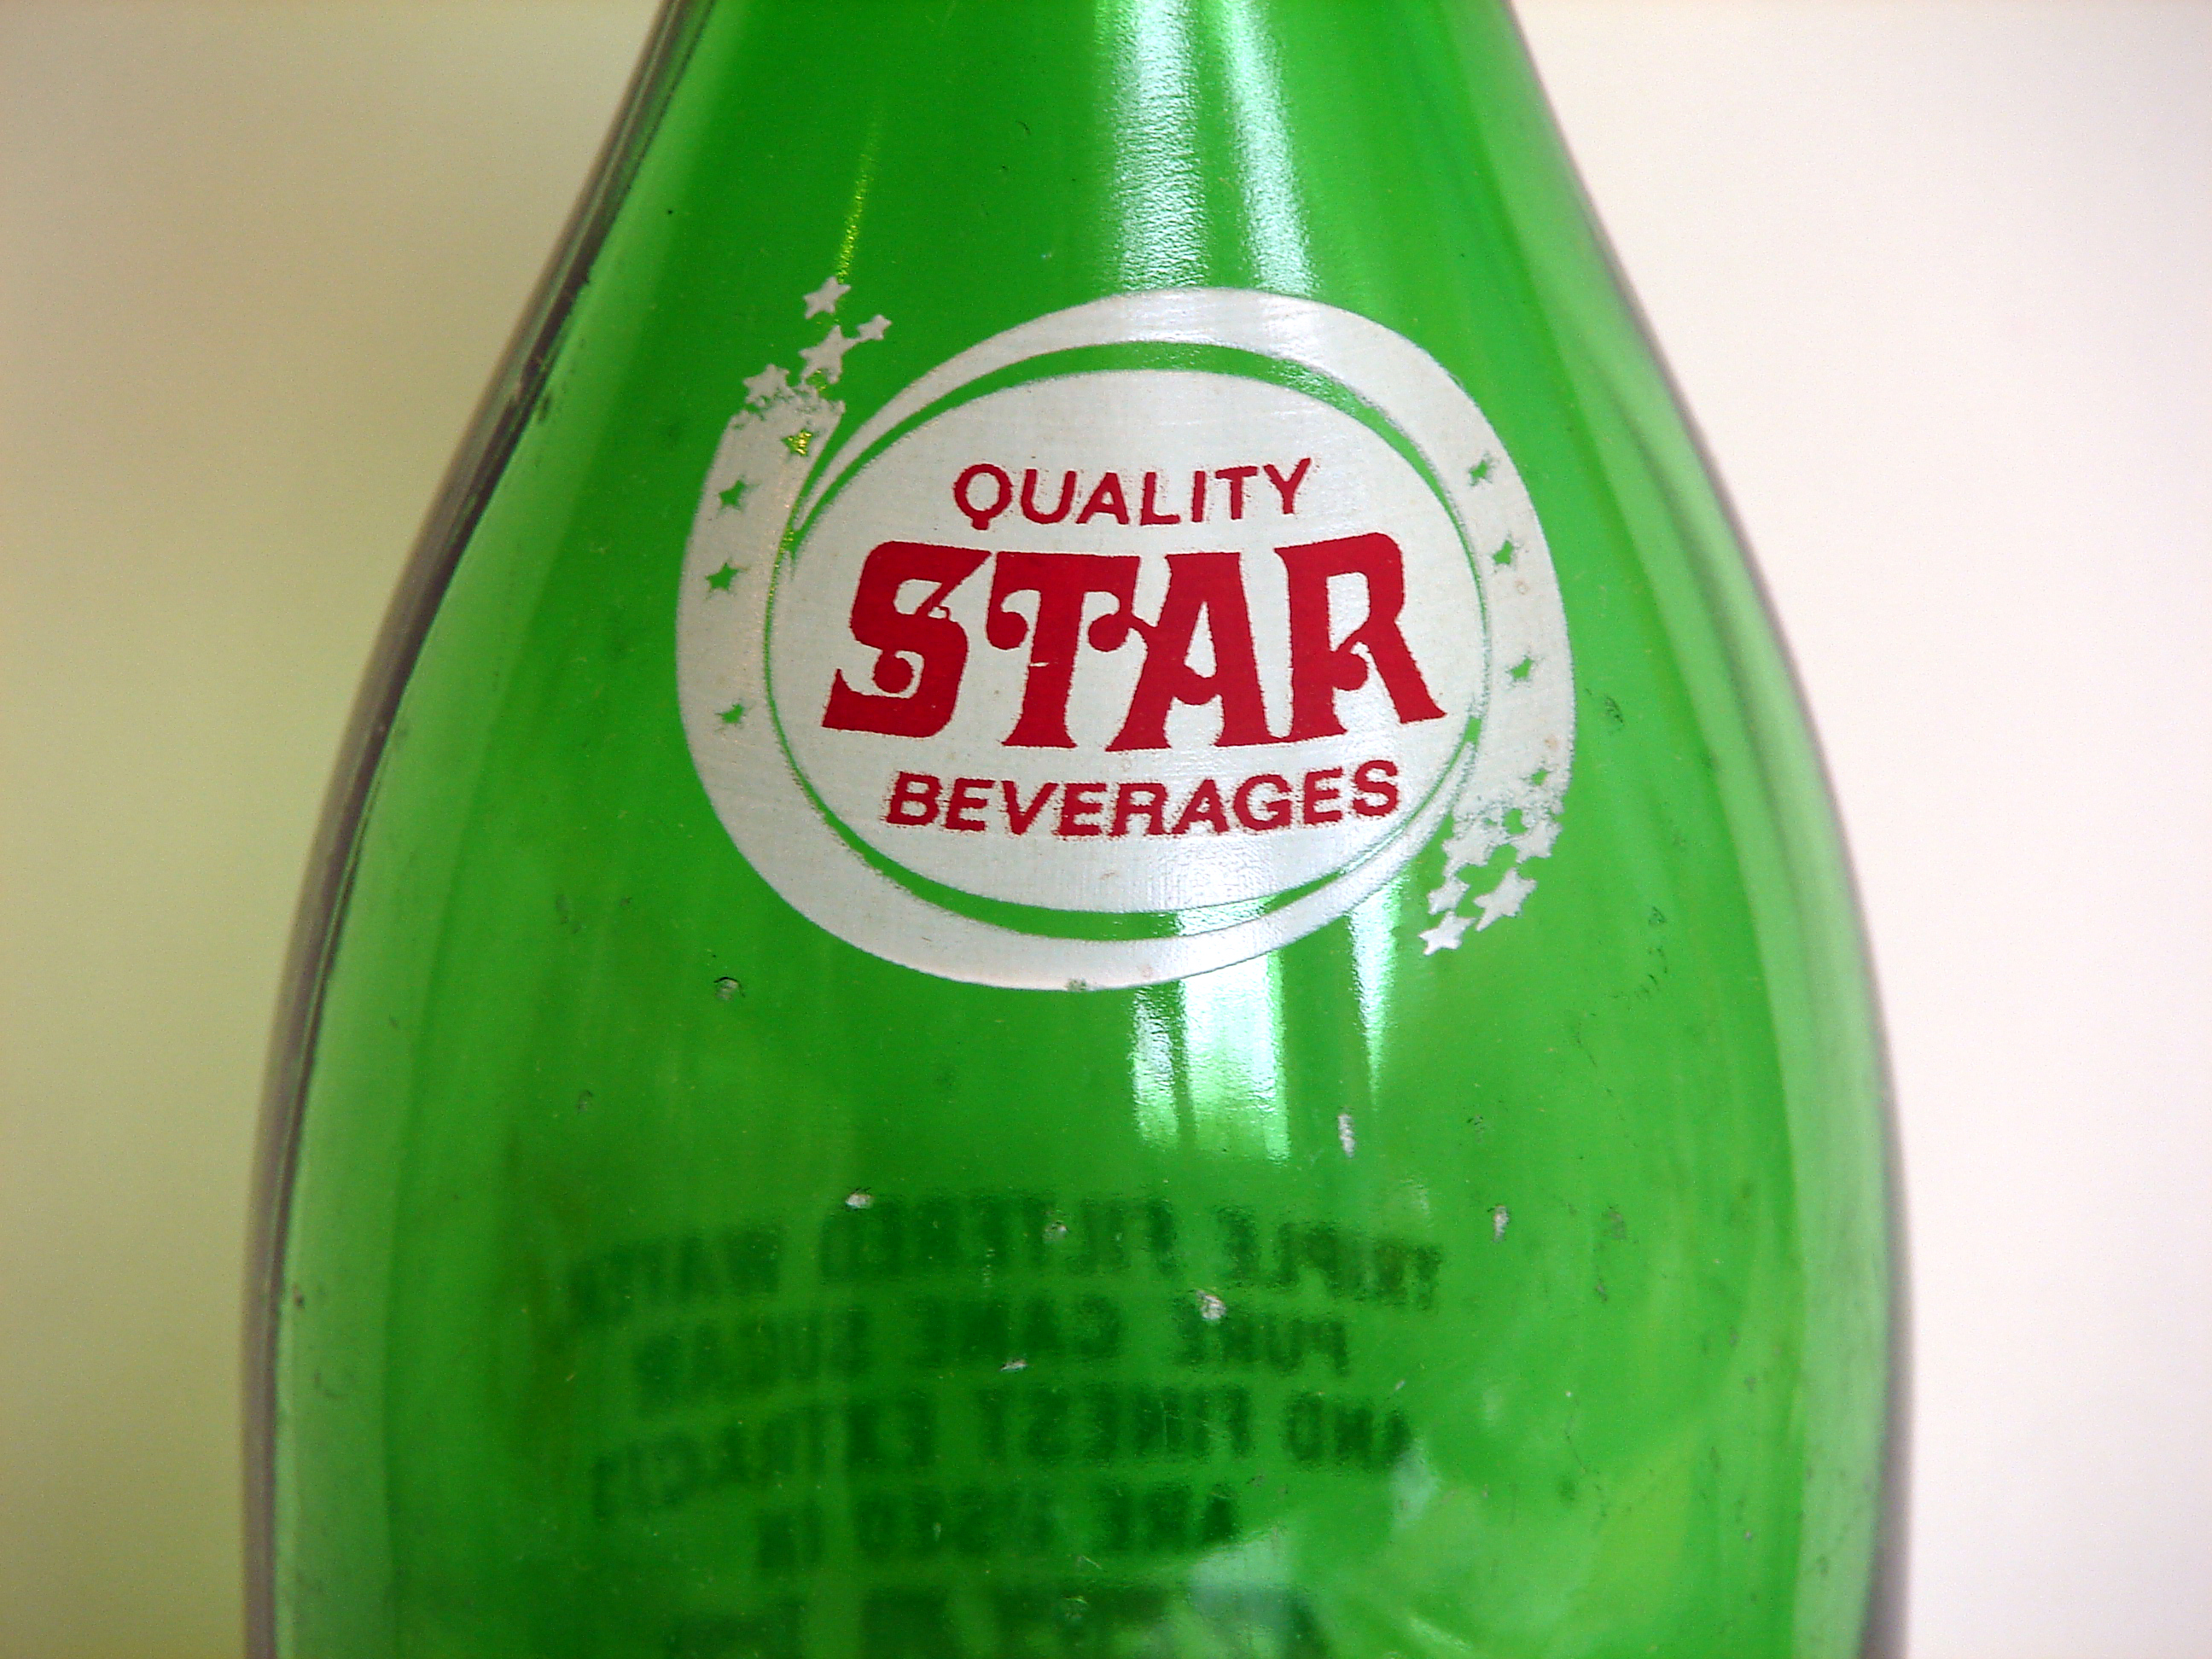 QUALITY
STAR
BEVERAGES
TRIPLE FILTERED WATER
PURE CANE SUGAR
AND FINEST EXTRACTS
ARE USED IN